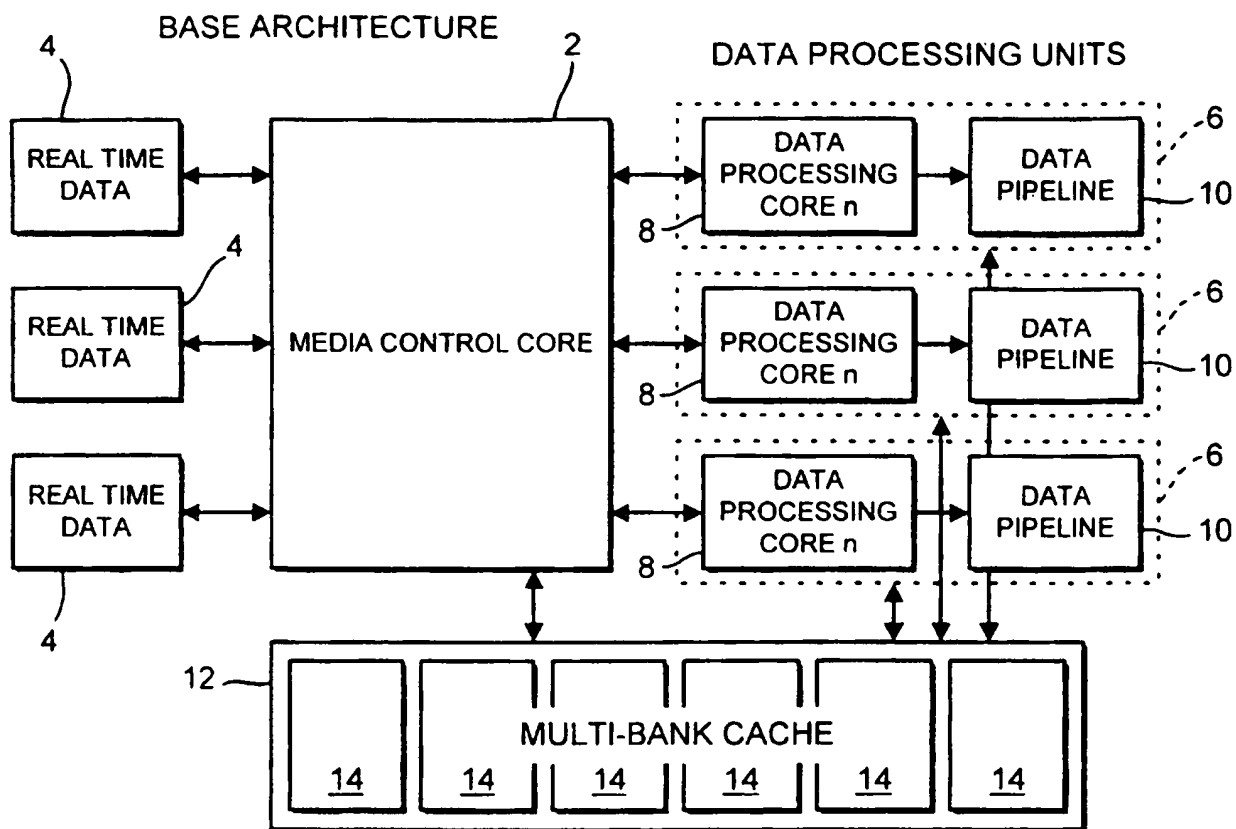 BASE ARCHITECTURE
4
2
DATA PROCESSING UNITS
REAL TIME
DATA
DATA
PROCESSING
CORE n
8
DATA
PIPELINE
6
10
4
REAL TIME
DATA
MEDIA CONTROL CORE
DATA
PROCESSING
CORE n
8
DATA
PIPELINE
6
10
REAL TIME
DATA
4
DATA
PROCESSING
CORE n
8
DATA
PIPELINE
6
10
12
MULTI-BANK CACHE
14 14 14 14 14 14